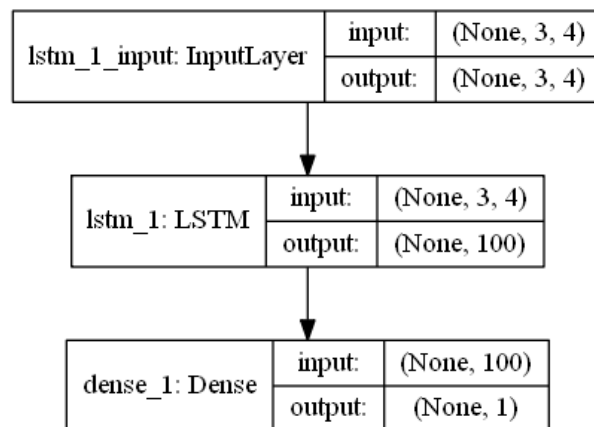 lstm_1_input: InputLayer
input: (None, 3, 4)
output: (None, 3, 4)
lstm_1: LSTM
input: (None, 3, 4)
output: (None, 100)
dense_1: Dense
input: (None, 100)
output: (None, 1)